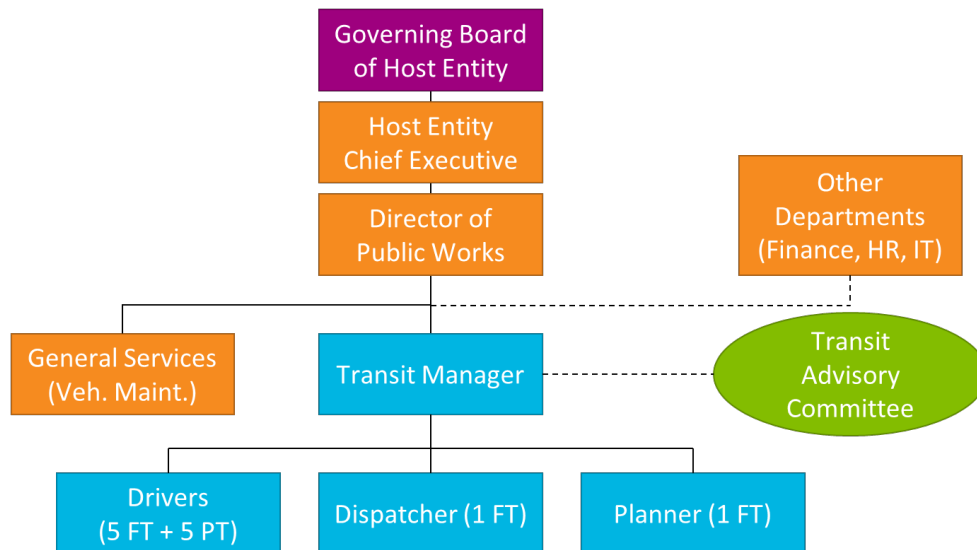 Governing Board
of Host Entity
Host Entity
Chief Executive
Director of
Public Works
Other
Departments
(Finance, HR, IT)
General Services
(Veh. Maint.)
Transit Manager
Transit
Advisory
Committee
Drivers
(5 FT + 5 PT)
Dispatcher (1 FT)
Planner (1 FT)